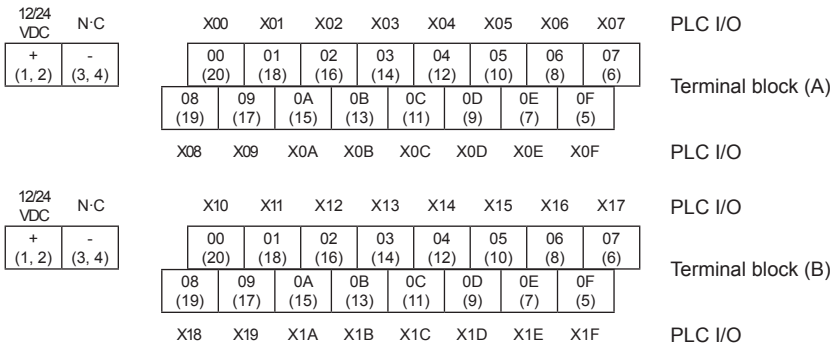 12/24 VDC N·C X00 X01 X02 X03 X04 X05 X06 X07 PLC I/O
+ - 00 01 02 03 04 05 06 07
(1, 2) (3, 4) (20) (18) (16) (14) (12) (10) (8) (6)
Terminal block (A)
08 09 0A 0B 0C 0D 0E 0F
(19) (17) (15) (13) (11) (9) (7) (5)
X08 X09 X0A X0B X0C X0D X0E X0F PLC I/O
12/24 VDC N·C X10 X11 X12 X13 X14 X15 X16 X17 PLC I/O
+ - 00 01 02 03 04 05 06 07
(1, 2) (3, 4) (20) (18) (16) (14) (12) (10) (8) (6)
Terminal block (B)
08 09 0A 0B 0C 0D 0E 0F
(19) (17) (15) (13) (11) (9) (7) (5)
X18 X19 X1A X1B X1C X1D X1E X1F PLC I/O